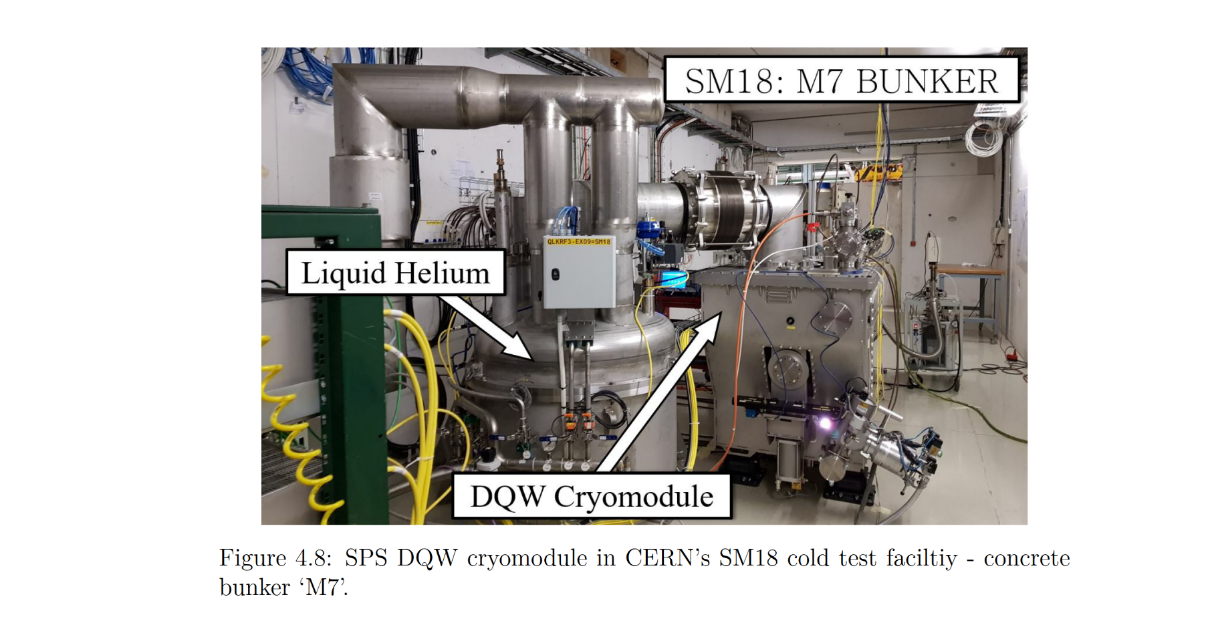 SM18: M7 BUNKER
QLKRF3-EX09=SM18
Liquid Helium
DQW Cryomodule
Figure 4.8: SPS DQW cryomodule in CERN's SM18 cold test faciltiy - concrete
bunker ‘M7’.